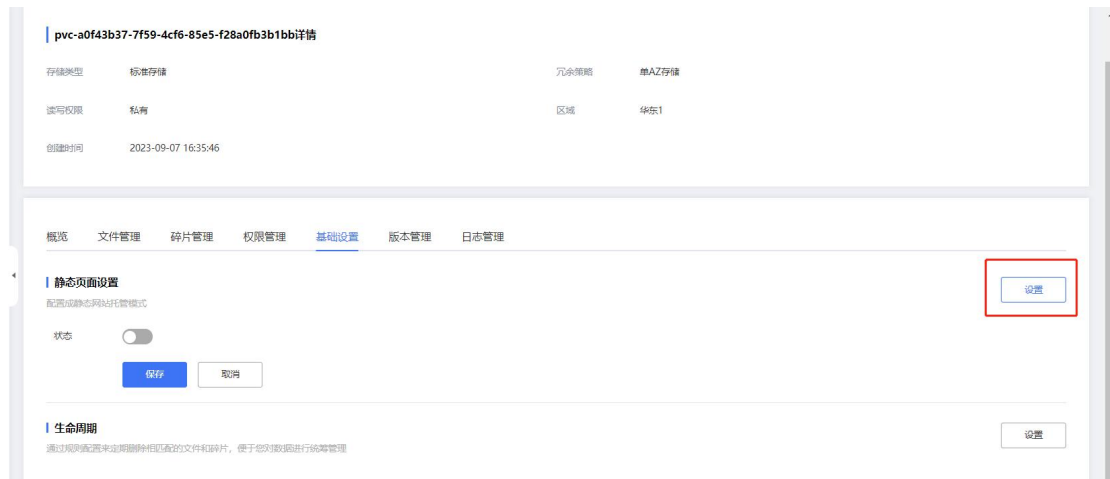 pvc-a0f43b37-7f59-4cf6-85e5-f28a0fb3b1bb详情
存储类型 标准存储 冗余策略 单AZ存储
读写权限 私有 区域 华东1
创建时间 2023-09-07 16:35:46
概览 文件管理 碎片管理 权限管理 基础设置 版本管理 日志管理
静态页面设置 设置
配置成静态网站托管模式
状态
保存 取消
生命周期 设置
通过规则配置来定期删除相匹配的文件和碎片，便于您对数据进行统筹管理